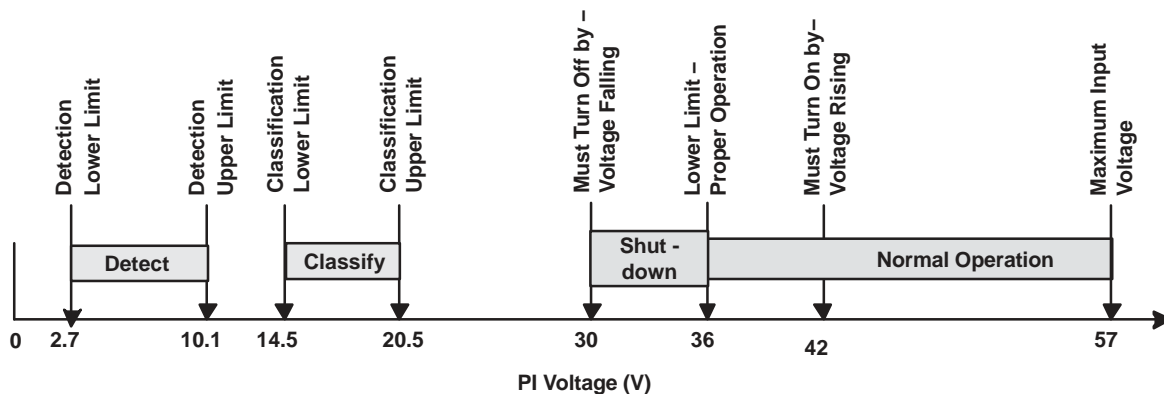 Detection
Lower Limit
Detection
Upper Limit
Classification
Lower Limit
Classification
Upper Limit
Must Turn Off by –
Voltage Falling
Lower Limit –
Proper Operation
Must Turn On by–
Voltage Rising
Maximum Input
Voltage
Detect
Classify
Shut -
down
Normal Operation
0
2.7
10.1
14.5
20.5
30
36
42
57
PI Voltage (V)